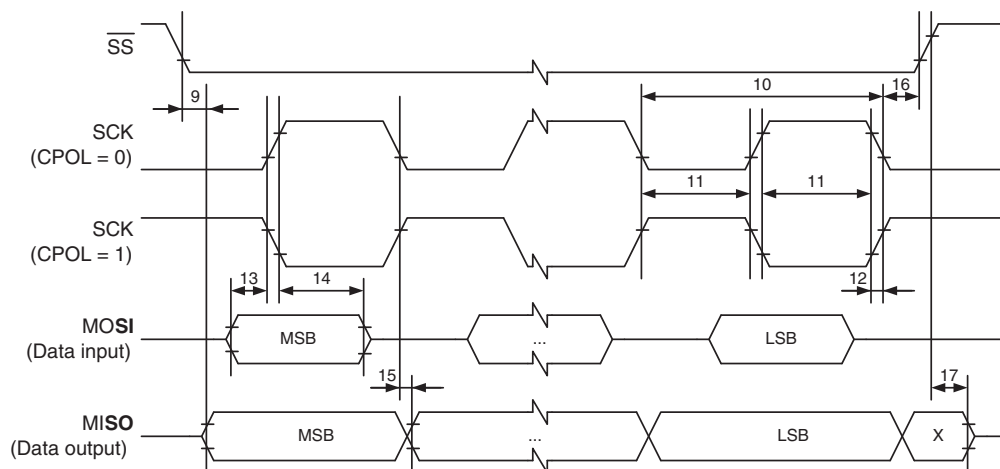 SS
10
16
9
SCK
(CPOL = 0)
11
11
SCK
(CPOL = 1)
13
14
12
MOSI
(Data input)
MSB
...
LSB
15
17
MISO
(Data output)
MSB
...
LSB
X